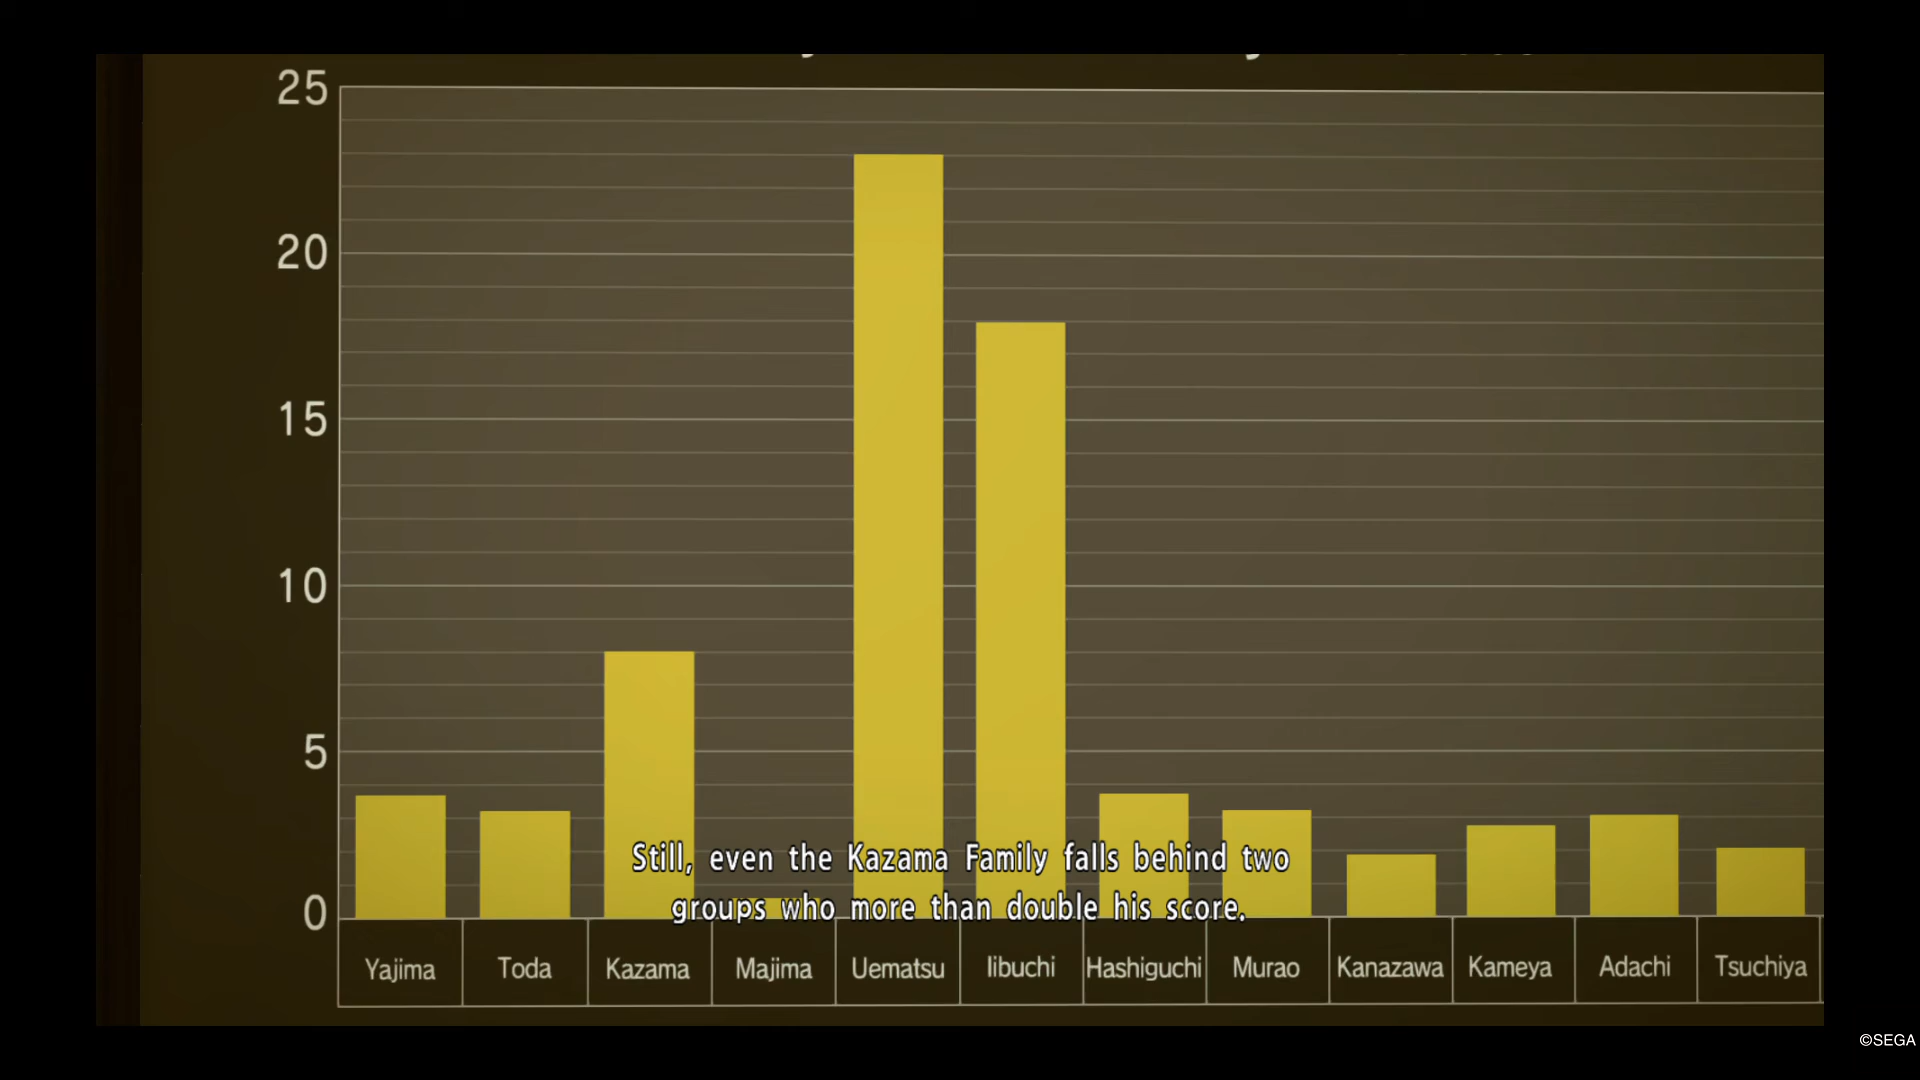 25
20
15
10
5
0
Still, even the Kazama Family falls behind two
groups who more than double his score.
Yajima Toda Kazama Majima Uematsu Iibuchi Hashiguchi Murao Kanazawa Kameya Adachi Tsuchiya
©SEGA